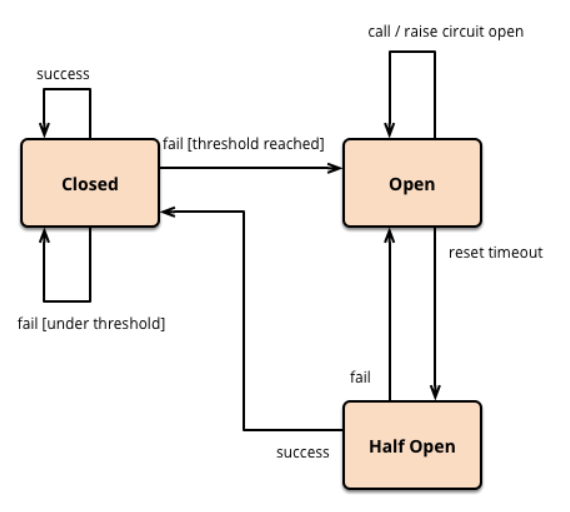 call / raise circuit open
success
fail [threshold reached]
Closed
Open
reset timeout
fail [under threshold]
fail
Half Open
success